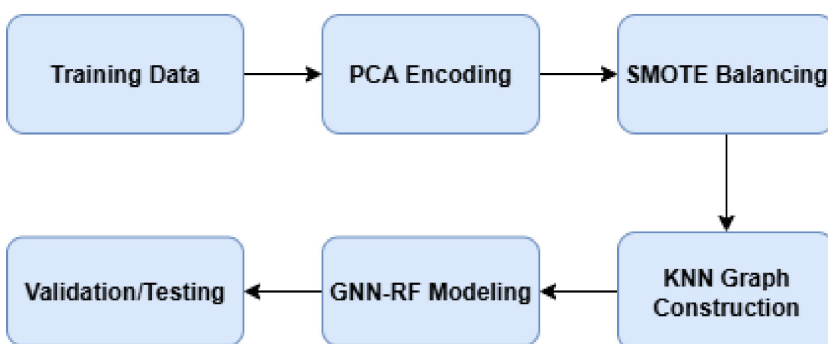 Training Data
PCA Encoding
SMOTE Balancing
Validation/Testing
GNN-RF Modeling
KNN Graph
Construction